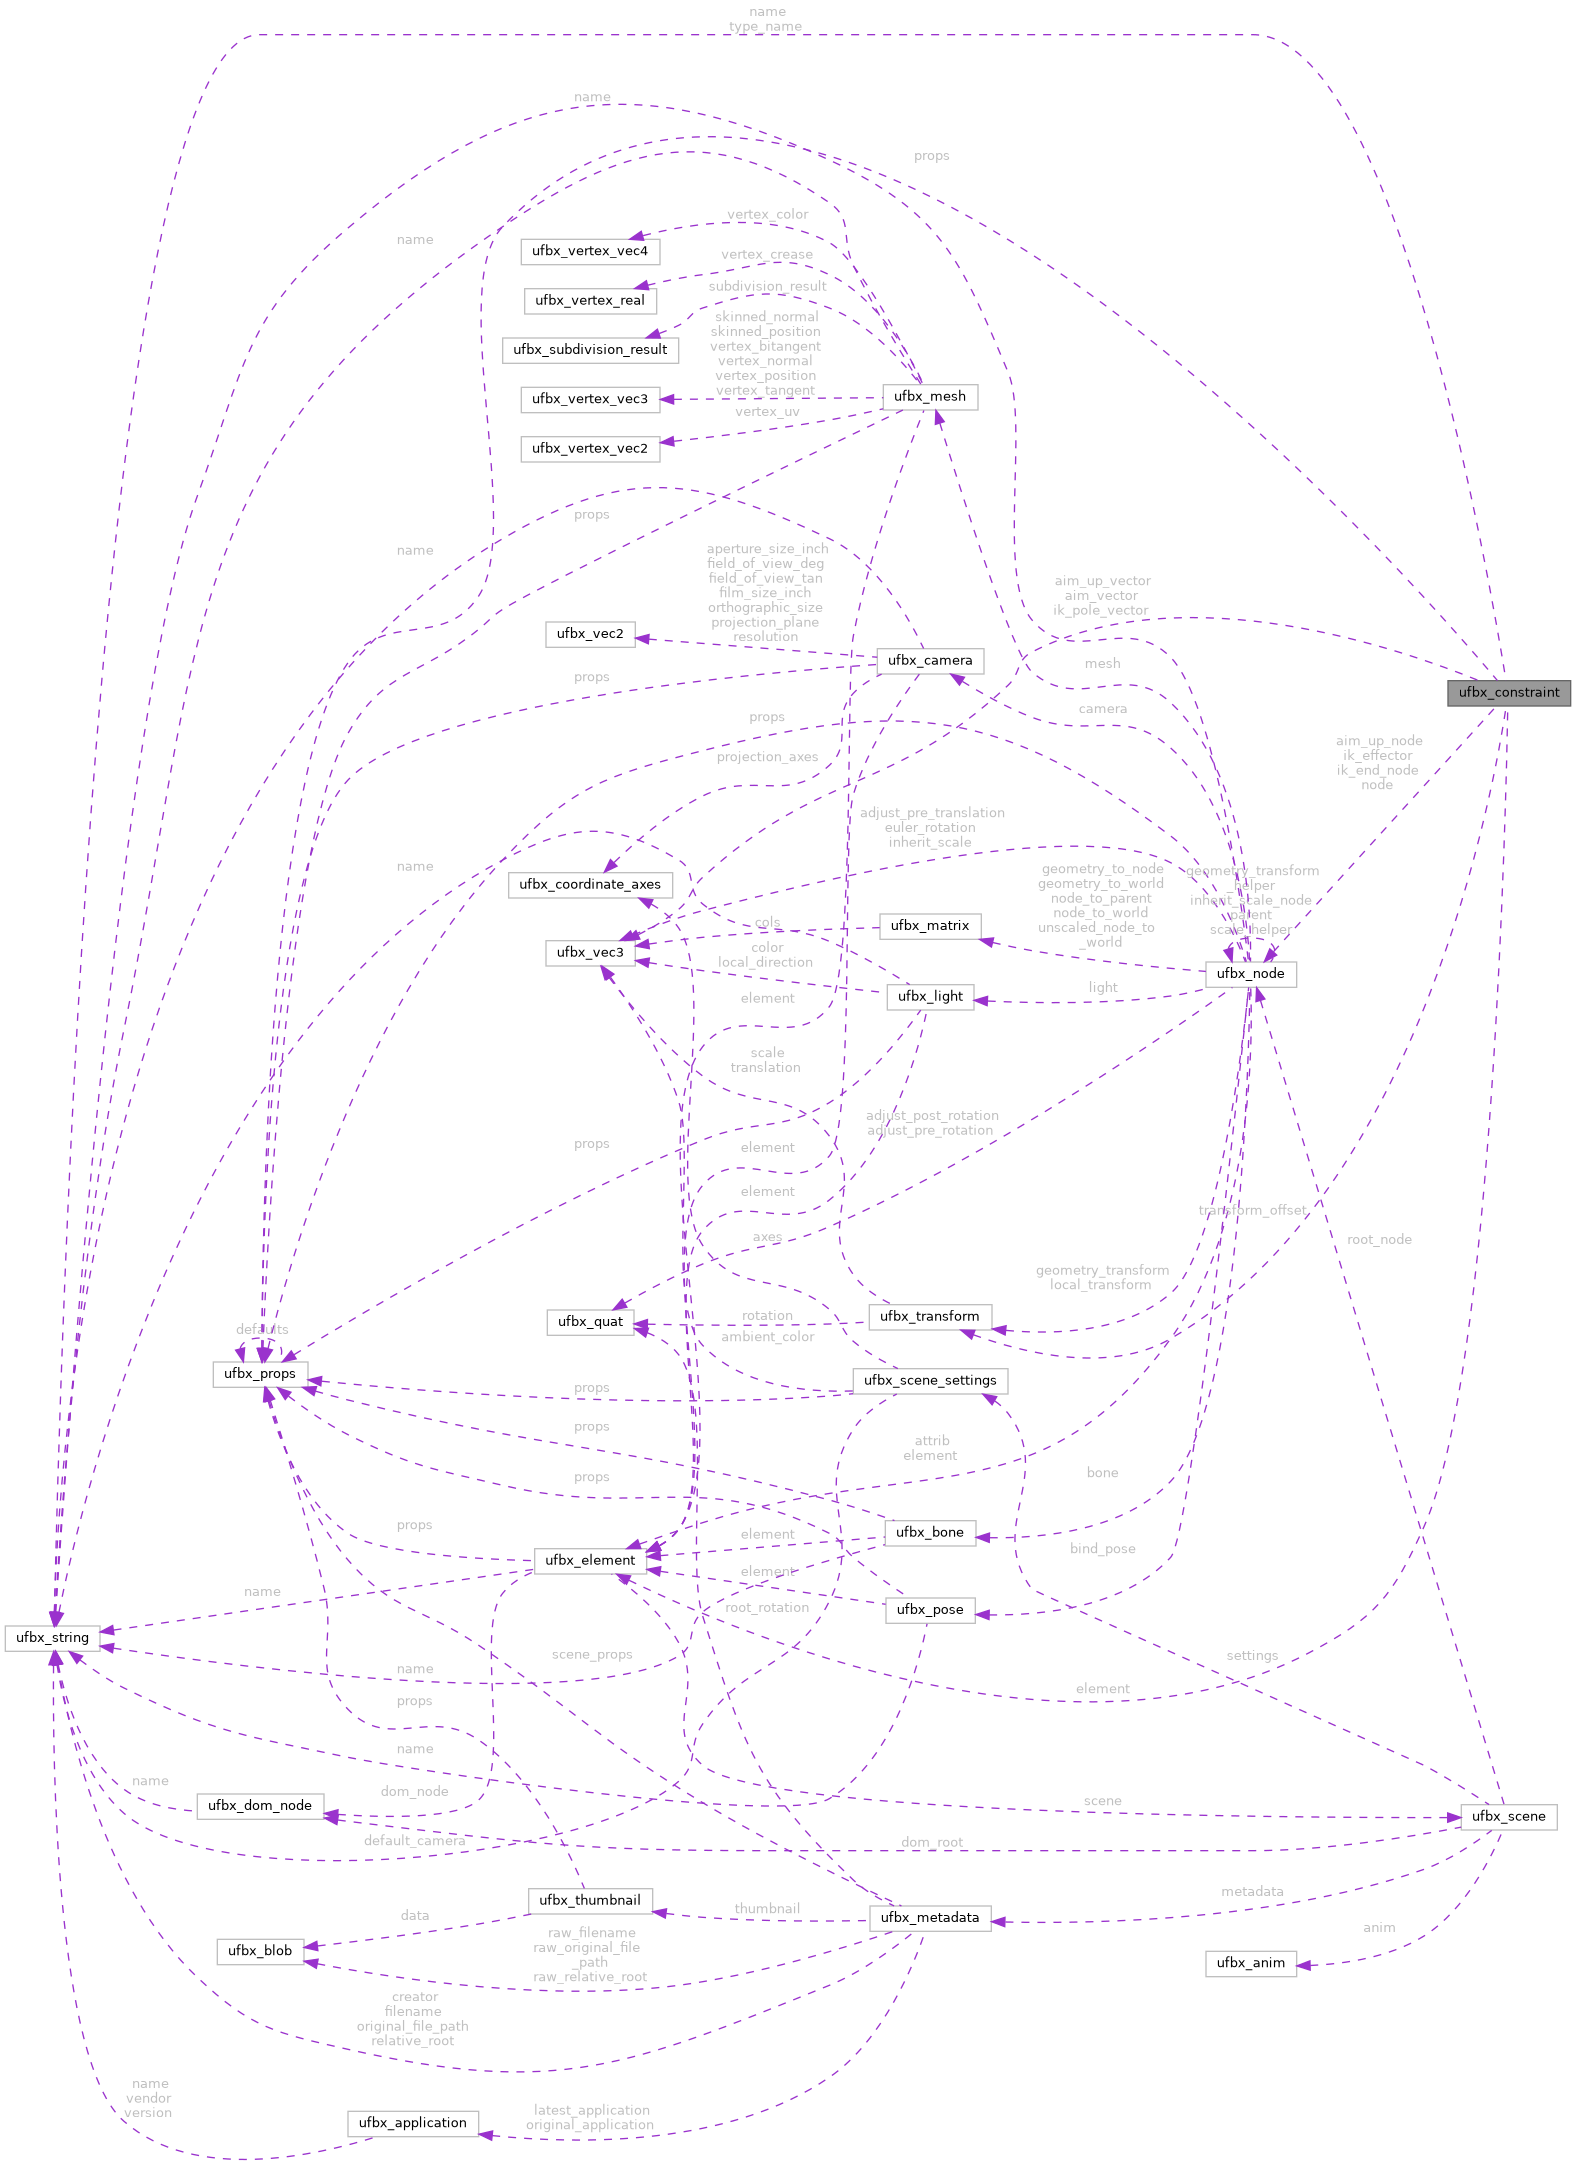 name
type_name
name
props
vertex_color
name
ufbx_vertex_vec4
vertex_crease
subdivision_result
ufbx_vertex_real
skinned_normal
skinned_position
vertex_bitangent
vertex_normal
vertex_position
vertex_tangent
ufbx_subdivision_result
ufbx_mesh
ufbx_vertex_vec3
vertex_uv
ufbx_vertex_vec2
props
name
aperture_size_inch
field_of_view_deg
field_of_view_tan
film_size_inch
orthographic_size
projection_plane
resolution
aim_up_vector
aim_vector
ik_pole_vector
ufbx_vec2
ufbx_camera
mesh
props
ufbx_constraint
camera
props
aim_up_node
ik_effector
ik_end_node
node
projection_axes
adjust_pre_translation
euler_rotation
inherit_scale
name
geometry_to_node
geometry_to_world
node_to_parent
node_to_world
unscaled_node_to
_world
geometry_transform
_helper
inherit_scale_node
parent
scale_helper
ufbx_coordinate_axes
cols
ufbx_matrix
ufbx_vec3
color
local_direction
ufbx_node
light
ufbx_light
element
scale
translation
adjust_post_rotation
adjust_pre_rotation
props
element
element
transform_offset
axes
root_node
geometry_transform
local_transform
rotation
ufbx_quat
ufbx_transform
defaults
ambient_color
ufbx_props
ufbx_scene_settings
props
props
attrib
element
props
bone
props
element
ufbx_bone
bind_pose
ufbx_element
element
name
root_rotation
ufbx_pose
ufbx_string
scene_props
settings
name
element
props
name
name
dom_node
scene
ufbx_dom_node
ufbx_scene
default_camera
dom_root
ufbx_thumbnail
metadata
thumbnail
data
ufbx_metadata
anim
raw_filename
raw_original_file
_path
raw_relative_root
ufbx_blob
ufbx_anim
creator
filename
original_file_path
relative_root
name
vendor
version
latest_application
original_application
ufbx_application